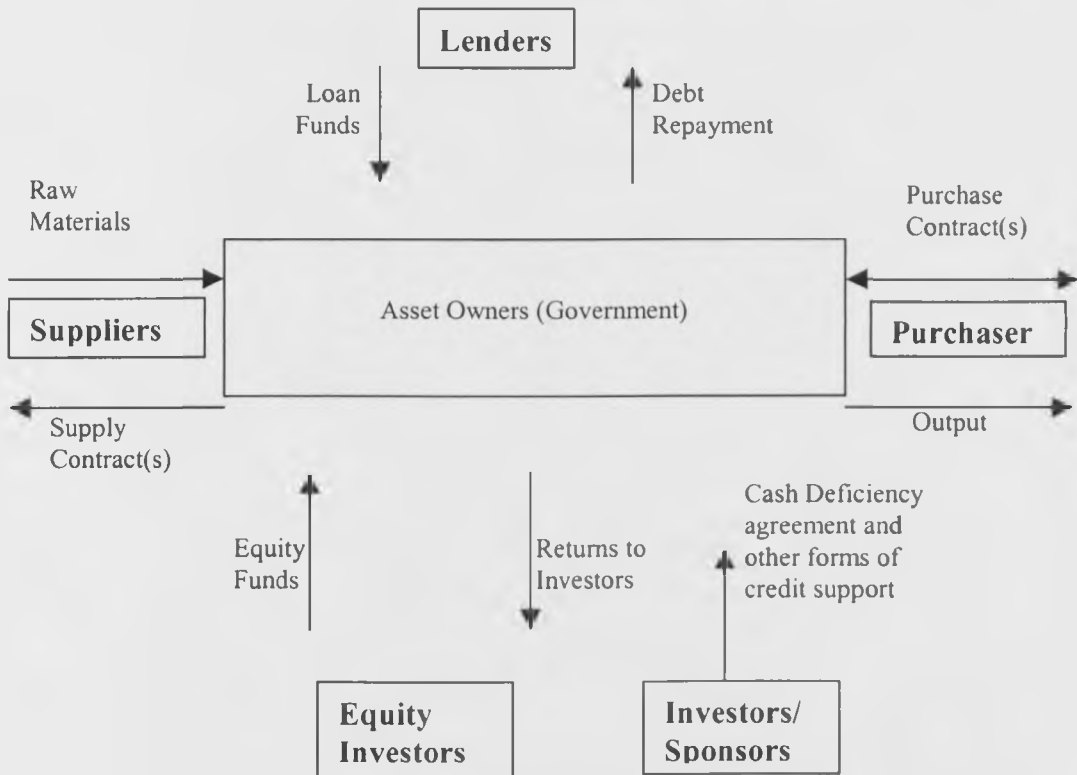 Lenders
Loan
Funds
Debt
Repayment
Raw
Materials
Purchase
Contract(s)
Asset Owners (Government)
Suppliers
Purchaser
Supply
Contract(s)
Output
Equity
Funds
Returns to
Investors
Cash Deficiency
agreement and
other forms of
credit support
Equity
Investors
Investors/
Sponsors